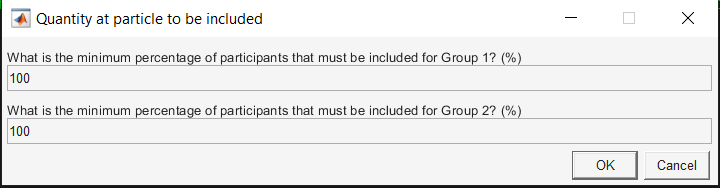 Quantity at particle to be included
What is the minimum percentage of participants that must be included for Group 1? (%)
100
What is the minimum percentage of participants that must be included for Group 2? (%)
100
OK Cancel